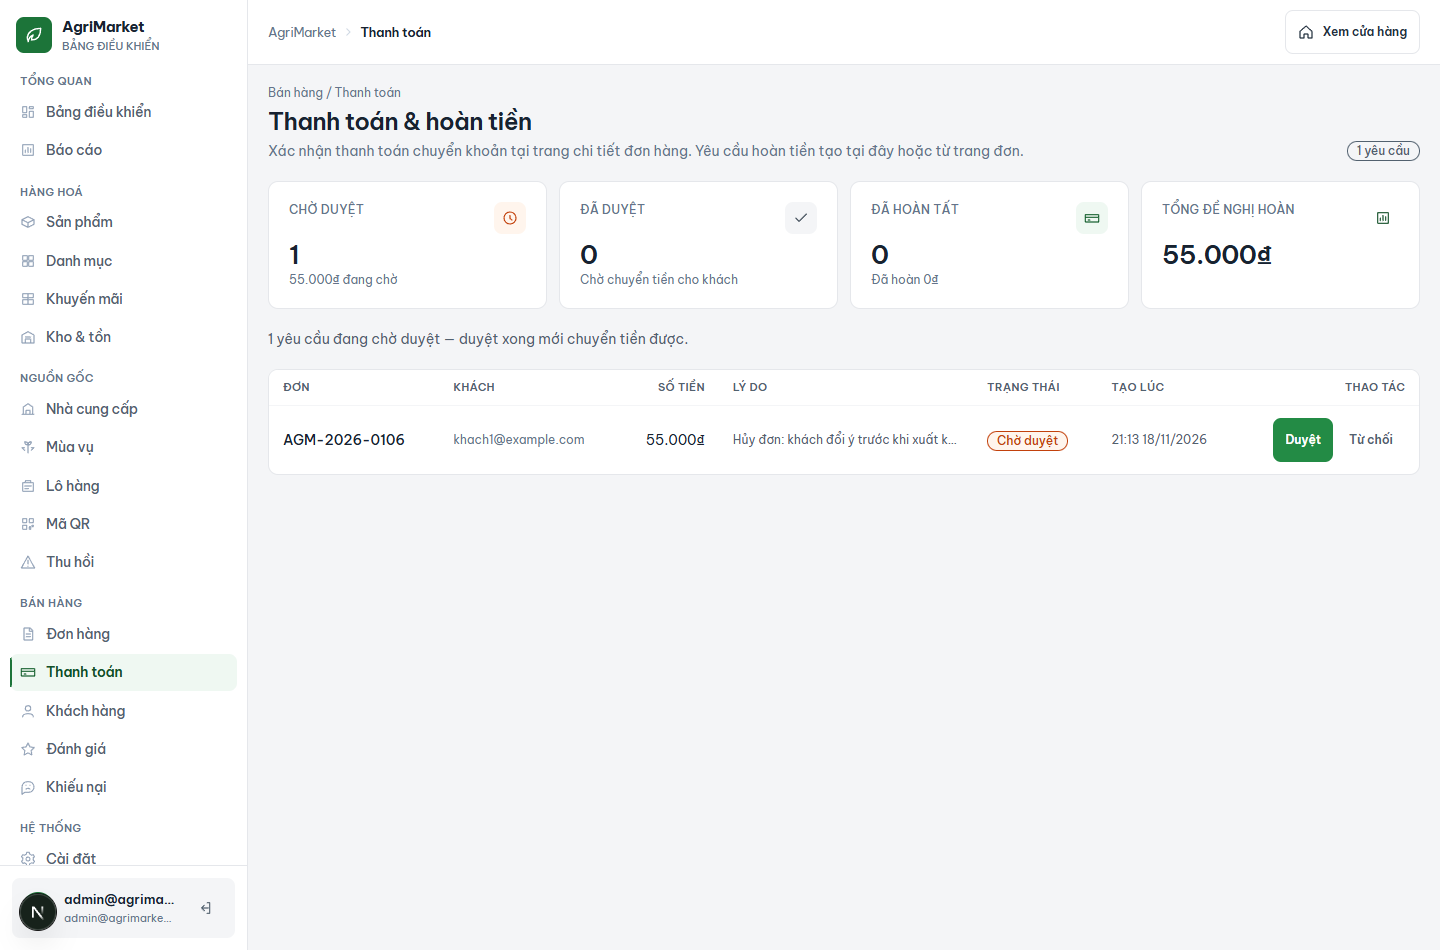 AgriMarket
BẢNG ĐIỀU KHIỂN
TỔNG QUAN
Bảng điều khiển
Báo cáo
HÀNG HOÁ
Sản phẩm
Danh mục
Khuyến mãi
Kho & tồn
NGUỒN GỐC
Nhà cung cấp
Mùa vụ
Lô hàng
Mã QR
Thu hồi
BÁN HÀNG
Đơn hàng
Thanh toán
Khách hàng
Đánh giá
Khiếu nại
HỆ THỐNG
Cài đặt
N
admin@agrima...
admin@agrimarke...
AgriMarket > Thanh toán
Xem cửa hàng
Bán hàng / Thanh toán
Thanh toán & hoàn tiền
Xác nhận thanh toán chuyển khoản tại trang chi tiết đơn hàng. Yêu cầu hoàn tiền tạo tại đây hoặc từ trang đơn.
1 yêu cầu
CHỜ DUYỆT
1
55.000₫ đang chờ
ĐÃ DUYỆT
0
Chờ chuyển tiền cho khách
ĐÃ HOÀN TẤT
0
Đã hoàn 0₫
TỔNG ĐỀ NGHỊ HOÀN
55.000₫
1 yêu cầu đang chờ duyệt — duyệt xong mới chuyển tiền được.
ĐƠN KHÁCH SỐ TIỀN LÝ DO TRẠNG THÁI TẠO LÚC THAO TÁC
AGM-2026-0106 khach1@example.com 55.000₫ Hủy đơn: khách đổi ý trước khi xuất k... Chờ duyệt 21:13 18/11/2026 Duyệt Từ chối